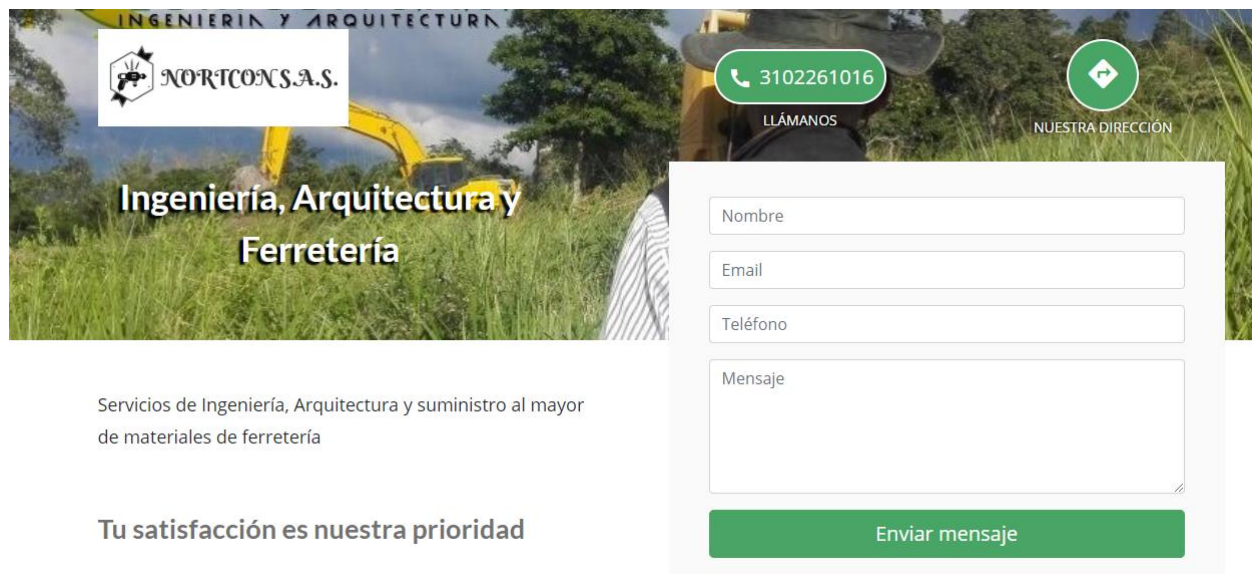 INGENIERIA Y ARQUITECTURA
NORTCON S.A.S.
3102261016
LLÁMANOS
NUESTRA DIRECCIÓN
Ingeniería, Arquitectura y
Ferretería
Nombre
Email
Teléfono
Mensaje
Servicios de Ingeniería, Arquitectura y suministro al mayor
de materiales de ferretería
Tu satisfacción es nuestra prioridad
Enviar mensaje